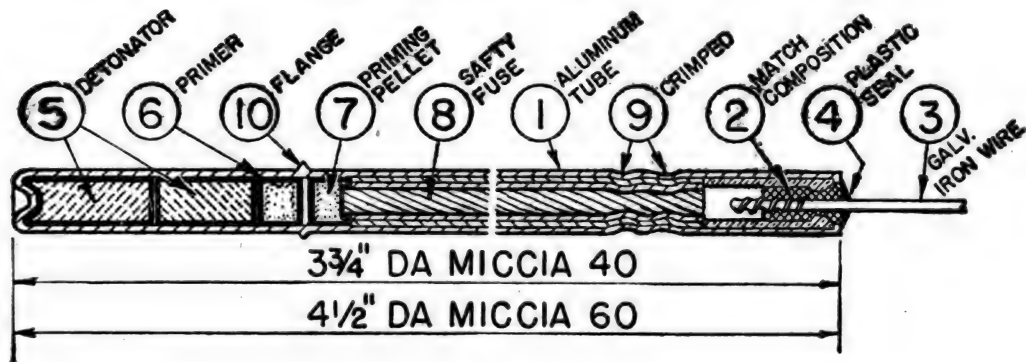 5 DETONATOR
6 PRIMER
10 FLANGE
7 PRIMING
PELLET
8 SAFTY
FUSE
1 ALUMINUM
TUBE
9 CRIMPED
2 MATCH
COMPOSITION
4 PLASTIC
SEAL
3 GALV.
IRON WIRE
3¾" DA MICCIA 40
4½" DA MICCIA 60